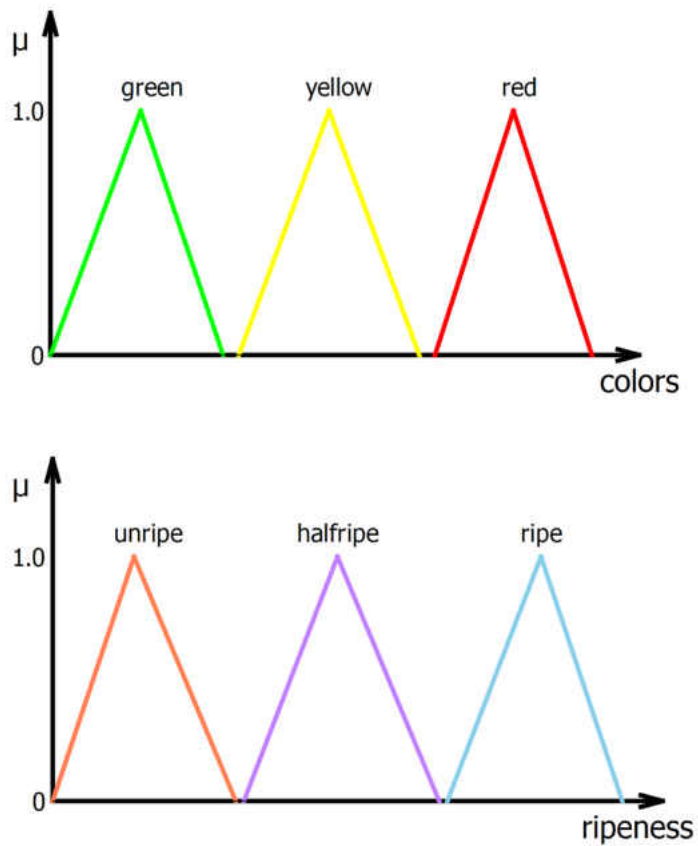 μ
green yellow red
1.0
0
colors
μ
unripe halfripe ripe
1.0
0
ripeness